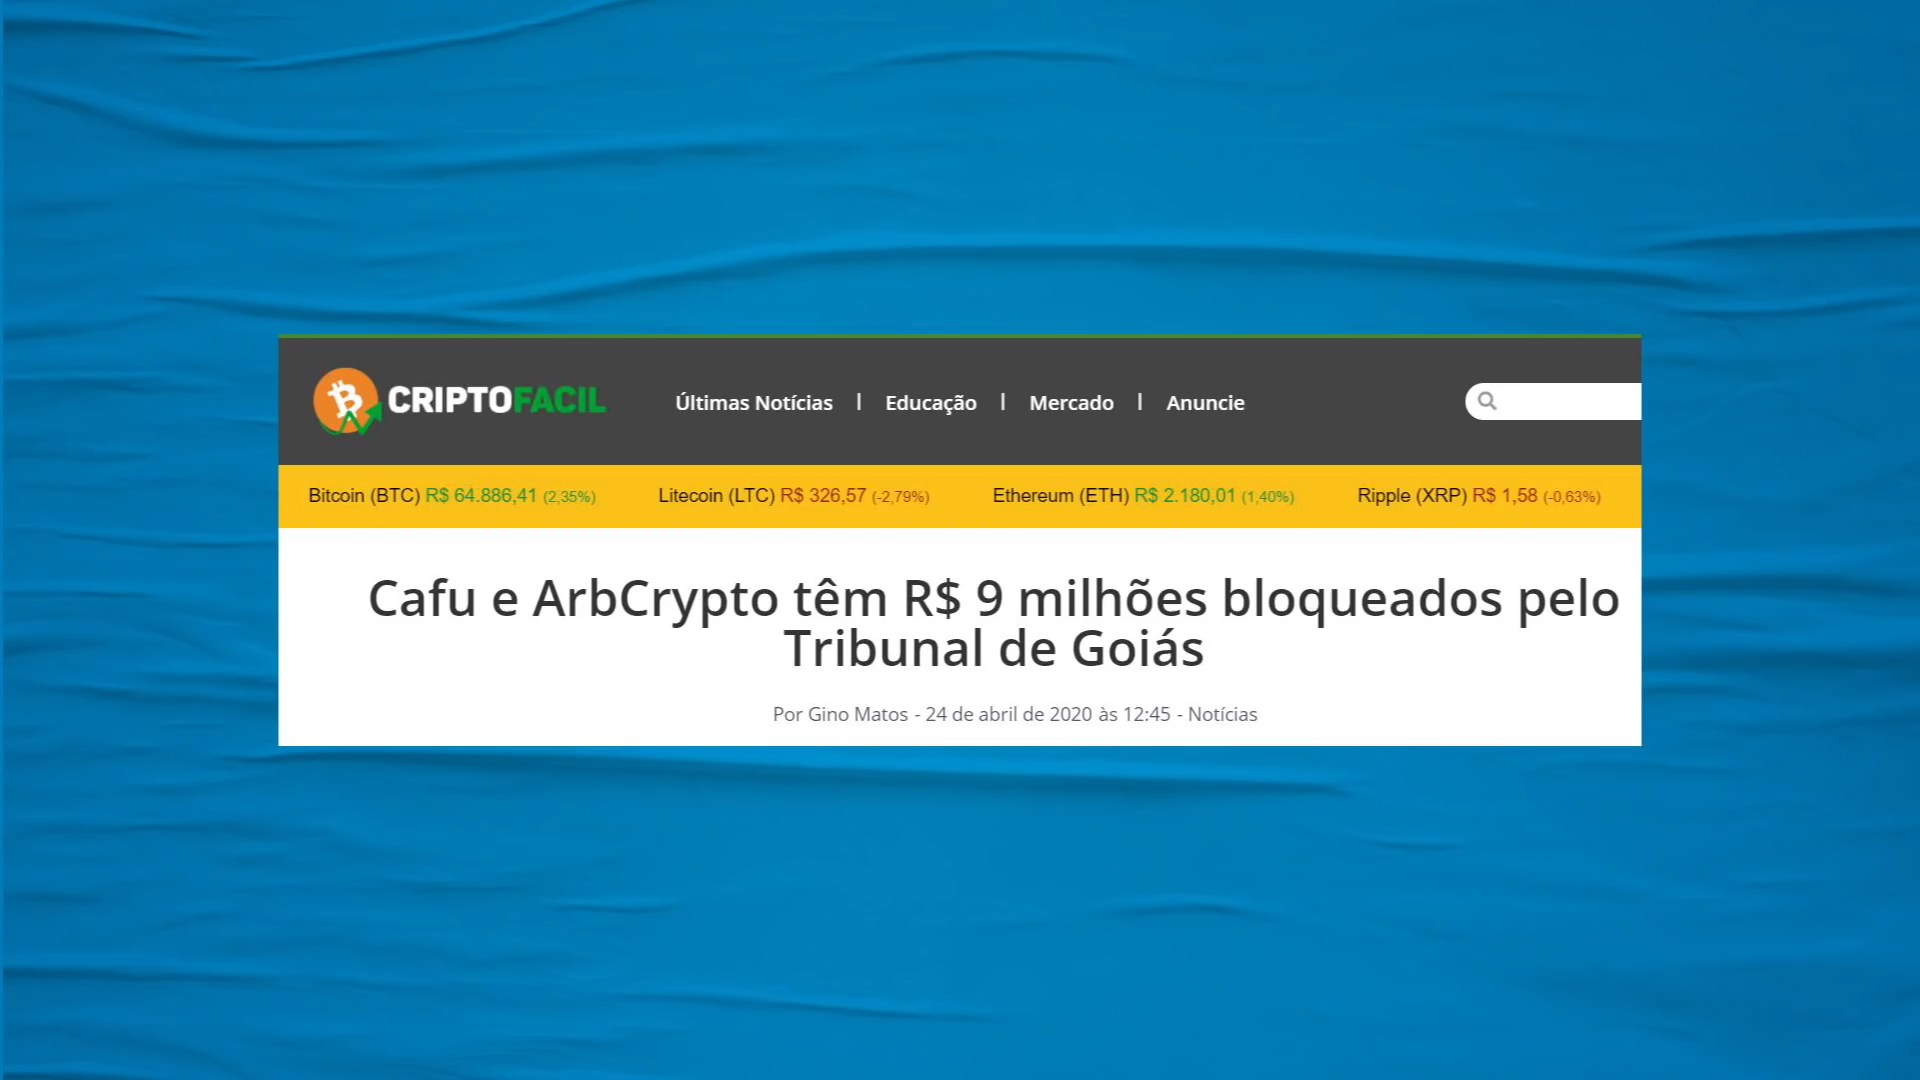 CRIPTOFACIL
Últimas Notícias | Educação | Mercado | Anuncie
Bitcoin (BTC) R$ 64.886,41 (2,35%) Litecoin (LTC) R$ 326,57 (-2,79%) Ethereum (ETH) R$ 2.180,01 (1,40%) Ripple (XRP) R$ 1,58 (-0,63%)
Cafu e ArbCrypto têm R$ 9 milhões bloqueados pelo
Tribunal de Goiás
Por Gino Matos - 24 de abril de 2020 às 12:45 - Notícias